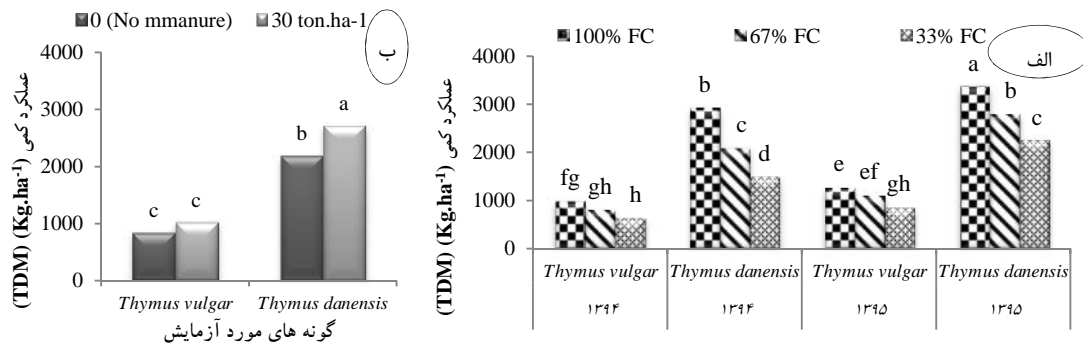 ■0 (No mmanure) ■30 ton.ha-1
ب
عملکرد کمی
(TDM) (Kg.ha-1)
4000
3000
2000
1000
0
c c b a
Thymus vulgar Thymus danensis
گونه های مورد آزمایش
100% FC 67% FC 33% FC
الف
عملکرد کمی
(TDM) (Kg.ha-1)
4000
3000
2000
1000
0
fg gh h b c d e ef gh a b c
Thymus vulgar Thymus danensis Thymus vulgar Thymus danensis
۱۳۹۴ ۱۳۹۴ ۱۳۹۵ ۱۳۹۵